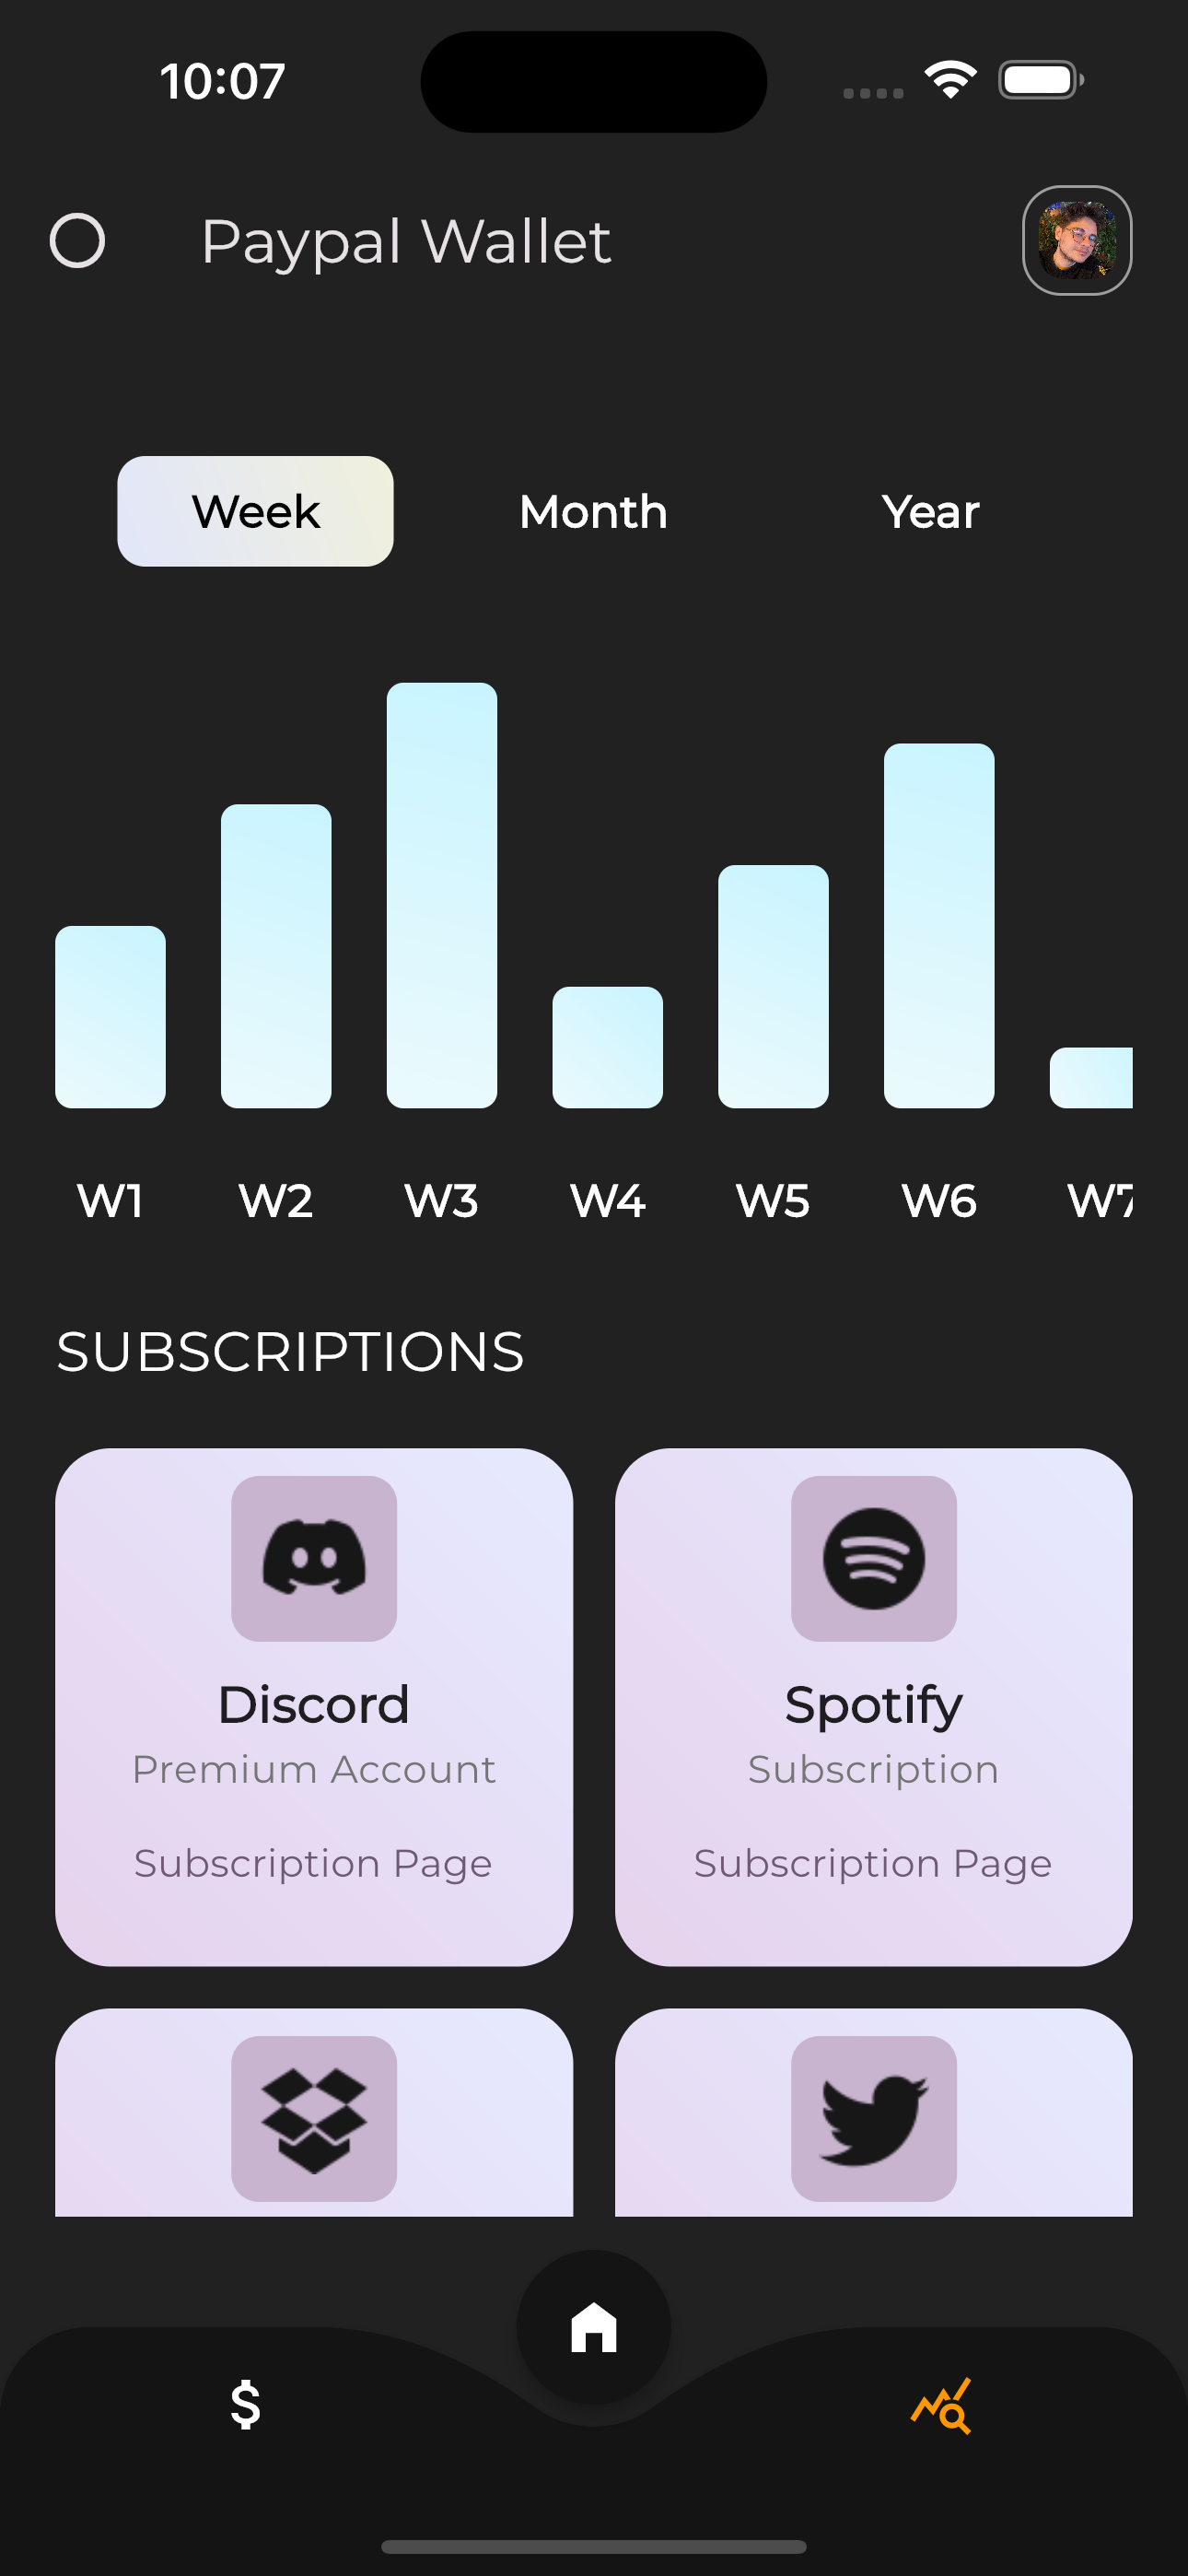 10:07
Paypal Wallet
Week Month Year
W1 W2 W3 W4 W5 W6 W7
SUBSCRIPTIONS
Discord Spotify
Premium Account Subscription
Subscription Page Subscription Page
$